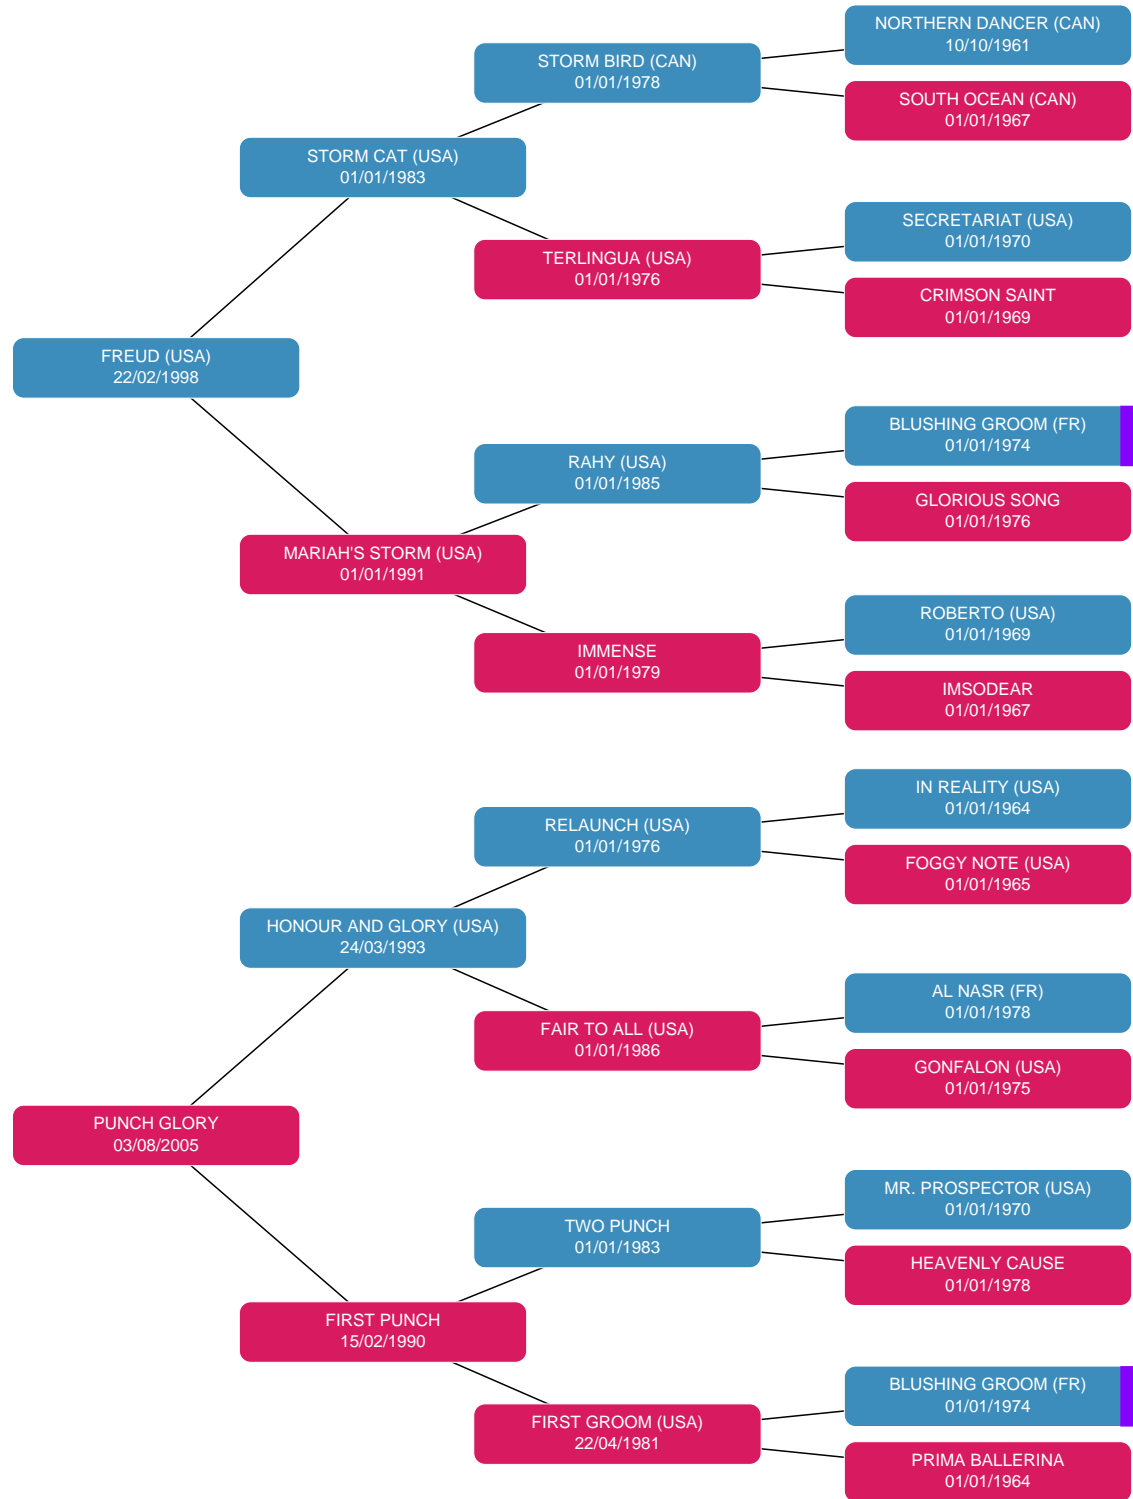 NORTHERN DANCER (CAN)
10/10/1961
STORM BIRD (CAN)
01/01/1978
SOUTH OCEAN (CAN)
01/01/1967
STORM CAT (USA)
01/01/1983
SECRETARIAT (USA)
01/01/1970
TERLINGUA (USA)
01/01/1976
CRIMSON SAINT
01/01/1969
FREUD (USA)
22/02/1998
BLUSHING GROOM (FR)
01/01/1974
RAHY (USA)
01/01/1985
GLORIOUS SONG
01/01/1976
MARIAH'S STORM (USA)
01/01/1991
ROBERTO (USA)
01/01/1969
IMMENSE
01/01/1979
IMSODEAR
01/01/1967
IN REALITY (USA)
01/01/1964
RELAUNCH (USA)
01/01/1976
FOGGY NOTE (USA)
01/01/1965
HONOUR AND GLORY (USA)
24/03/1993
AL NASR (FR)
01/01/1978
FAIR TO ALL (USA)
01/01/1986
GONFALON (USA)
01/01/1975
PUNCH GLORY
03/08/2005
MR. PROSPECTOR (USA)
01/01/1970
TWO PUNCH
01/01/1983
HEAVENLY CAUSE
01/01/1978
FIRST PUNCH
15/02/1990
BLUSHING GROOM (FR)
01/01/1974
FIRST GROOM (USA)
22/04/1981
PRIMA BALLERINA
01/01/1964